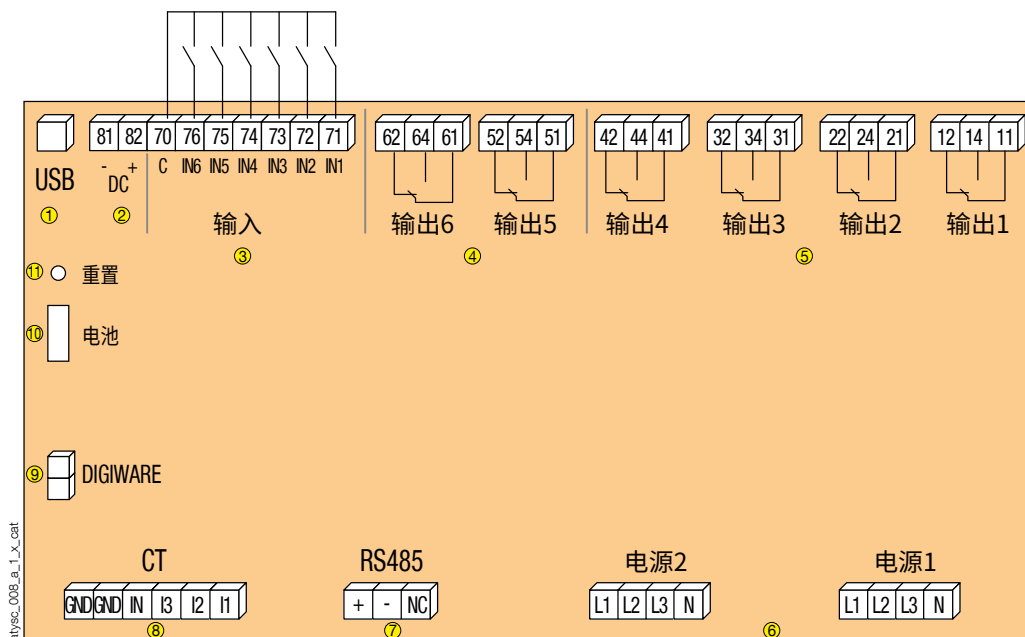 81 82 70 76 75 74 73 72 71 62 64 61 52 54 51 42 44 41 32 34 31 22 24 21 12 14 11
USB - DC + C IN6 IN5 IN4 IN3 IN2 IN1
① ② 输入 输出6 输出5 输出4 输出3 输出2 输出1
③ ④ ⑤
⑪ 重置
⑩ 电池
⑨ DIGIWARE
CT RS485 电源2 电源1
GND GND IN I3 I2 I1 + - NC L1 L2 L3 N L1 L2 L3 N
⑧ ⑦ ⑥
atysc_008_a_1_x_cat